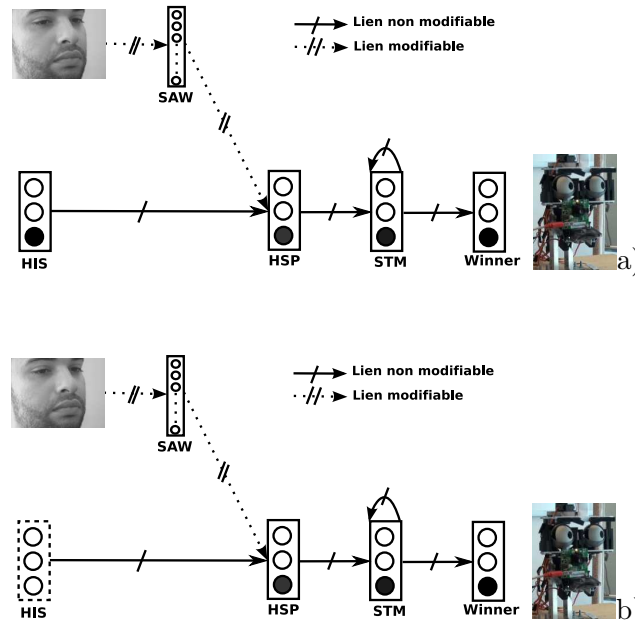 Lien non modifiable
Lien modifiable
SAW
HIS
HSP
STM
Winner
a)
Lien non modifiable
Lien modifiable
SAW
HIS
HSP
STM
Winner
b)